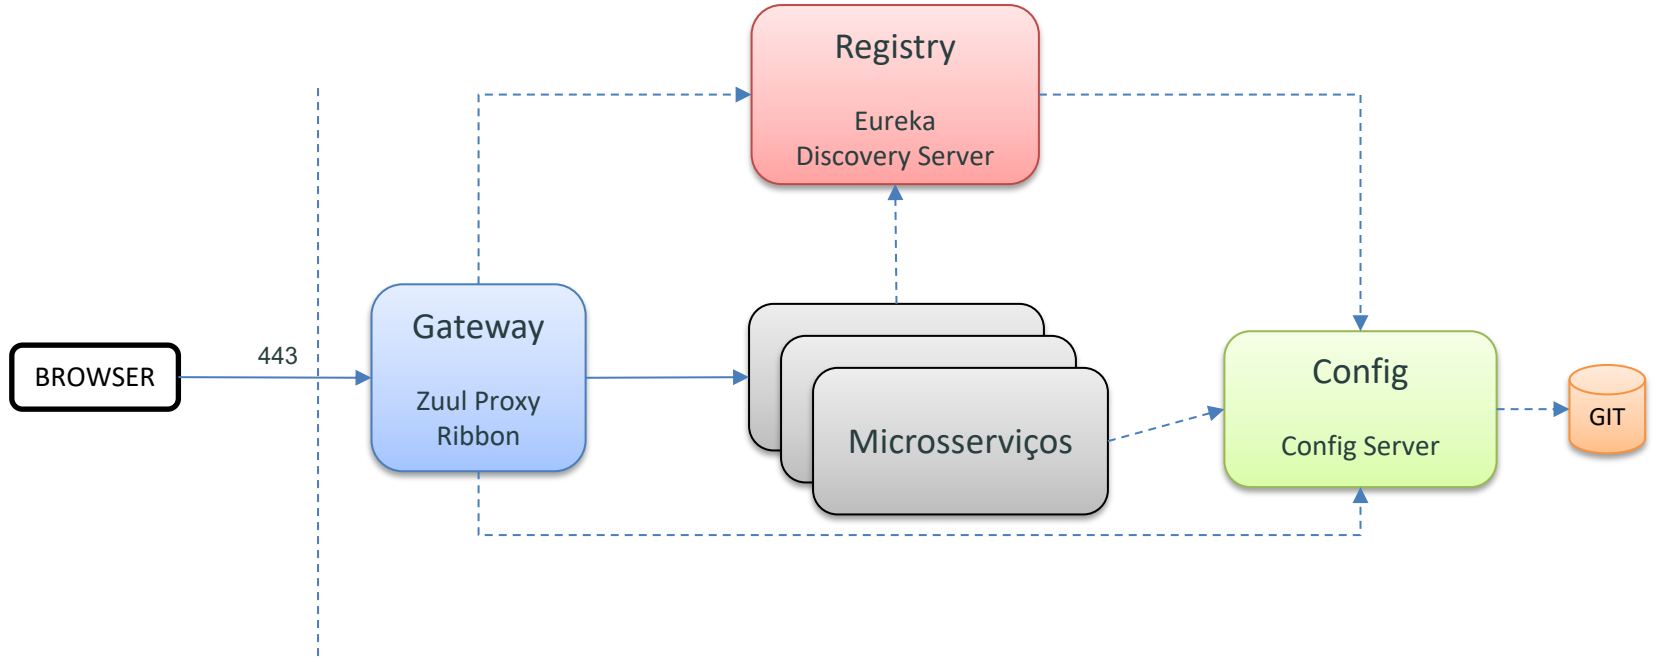 Registry
Eureka
Discovery Server
BROWSER
443
Gateway
Zuul Proxy
Ribbon
Microsserviços
Config
Config Server
GIT